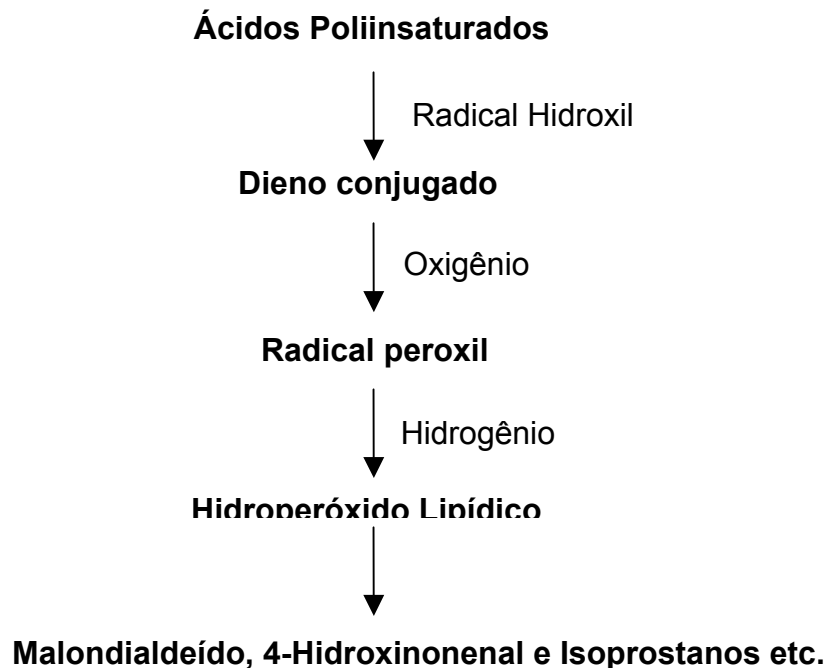 Ácidos Poliinsaturados
Radical Hidroxil
Dieno conjugado
Oxigênio
Radical peroxil
Hidrogênio
Hidroperóxido Lipídico
Malondialdeído, 4-Hidroxinonenal e Isoprostanos etc.